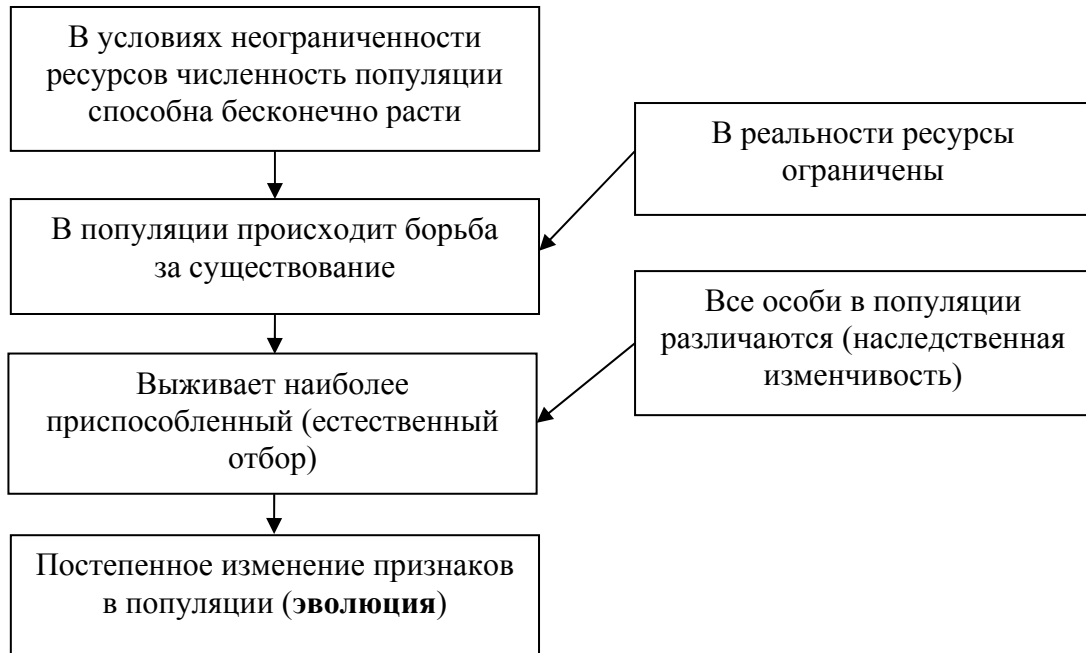 В условиях неограниченности
ресурсов численность популяции
способна бесконечно расти
В реальности ресурсы
ограничены
В популяции происходит борьба
за существование
Все особи в популяции
различаются (наследственная
изменчивость)
Выживает наиболее
приспособленный (естественный
отбор)
Постепенное изменение признаков
в популяции (эволюция)